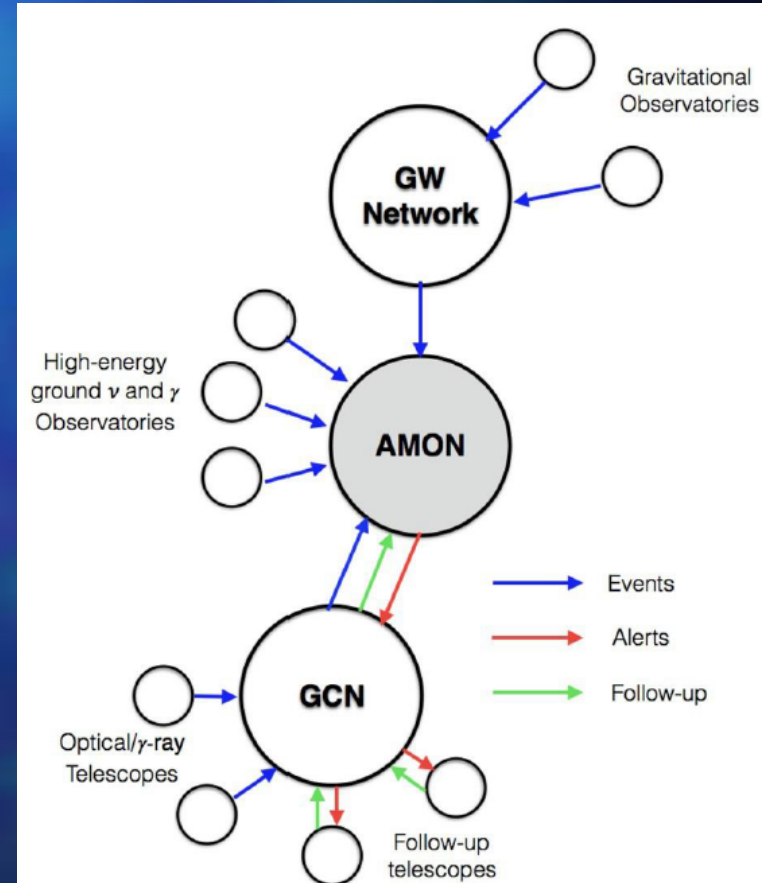 Gravitational
Observatories
GW
Network
High-energy
ground ν and γ
Observatories
AMON
Events
Alerts
Follow-up
GCN
Optical/γ-ray
Telescopes
Follow-up
telescopes